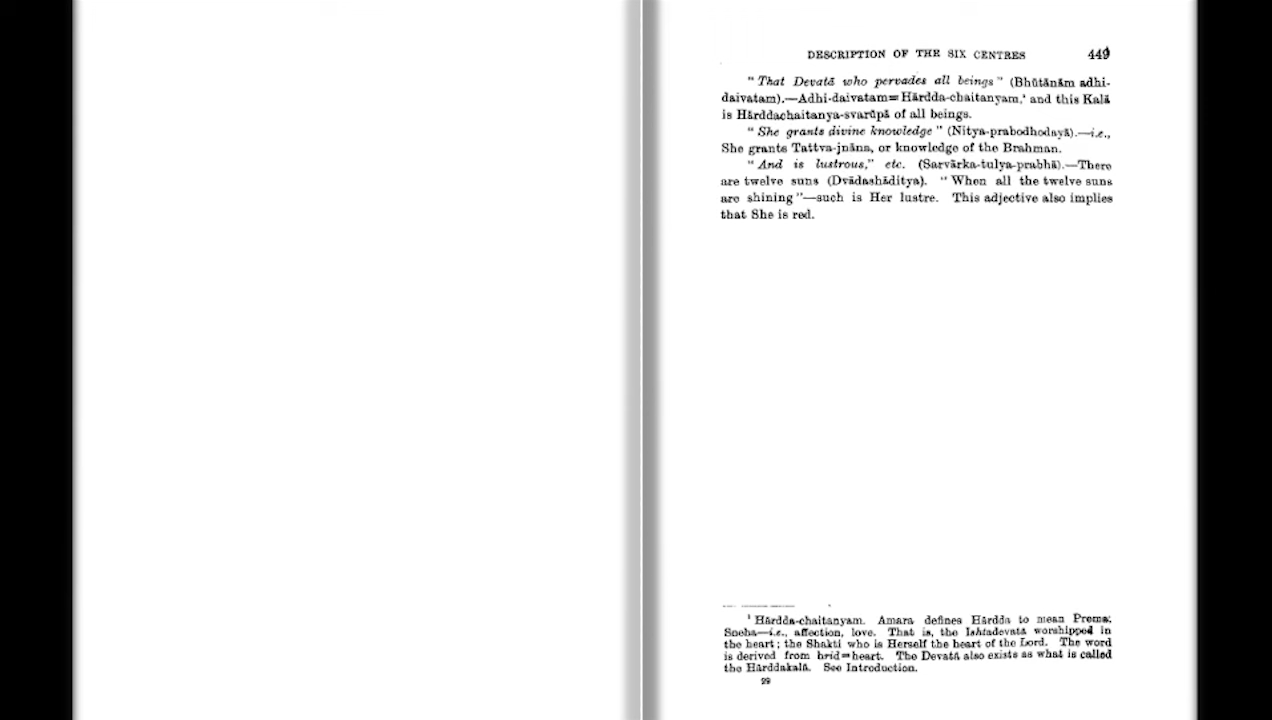 DESCRIPTION OF THE SIX CENTRES 449
" That Devatā who pervades all beings " (Bhūtānām adhi-
daivatam).—Adhi-daivatam=Hārdda-chaitanyam,¹ and this Kalā
is Hārddachaitanya-svarūpā of all beings.
" She grants divine knowledge " (Nitya-prabodhodayā).—i.e.,
She grants Tattva-jnāna, or knowledge of the Brahman.
" And is lustrous," etc. (Sarvārka-tulya-prabhā).—There
are twelve suns (Dvādashāditya). " When all the twelve suns
are shining "—such is Her lustre. This adjective also implies
that She is red.
¹ Hārdda-chaitanyam. Amara defines Hārdda to mean Prema,
Sneha—i.e., affection, love. That is, the Ishtadevatā worshipped in
the heart ; the Shakti who is Herself the heart of the Lord. The word
is derived from hrid=heart. The Devatā also exists as what is called
the Hārddakalā. See Introduction.
29